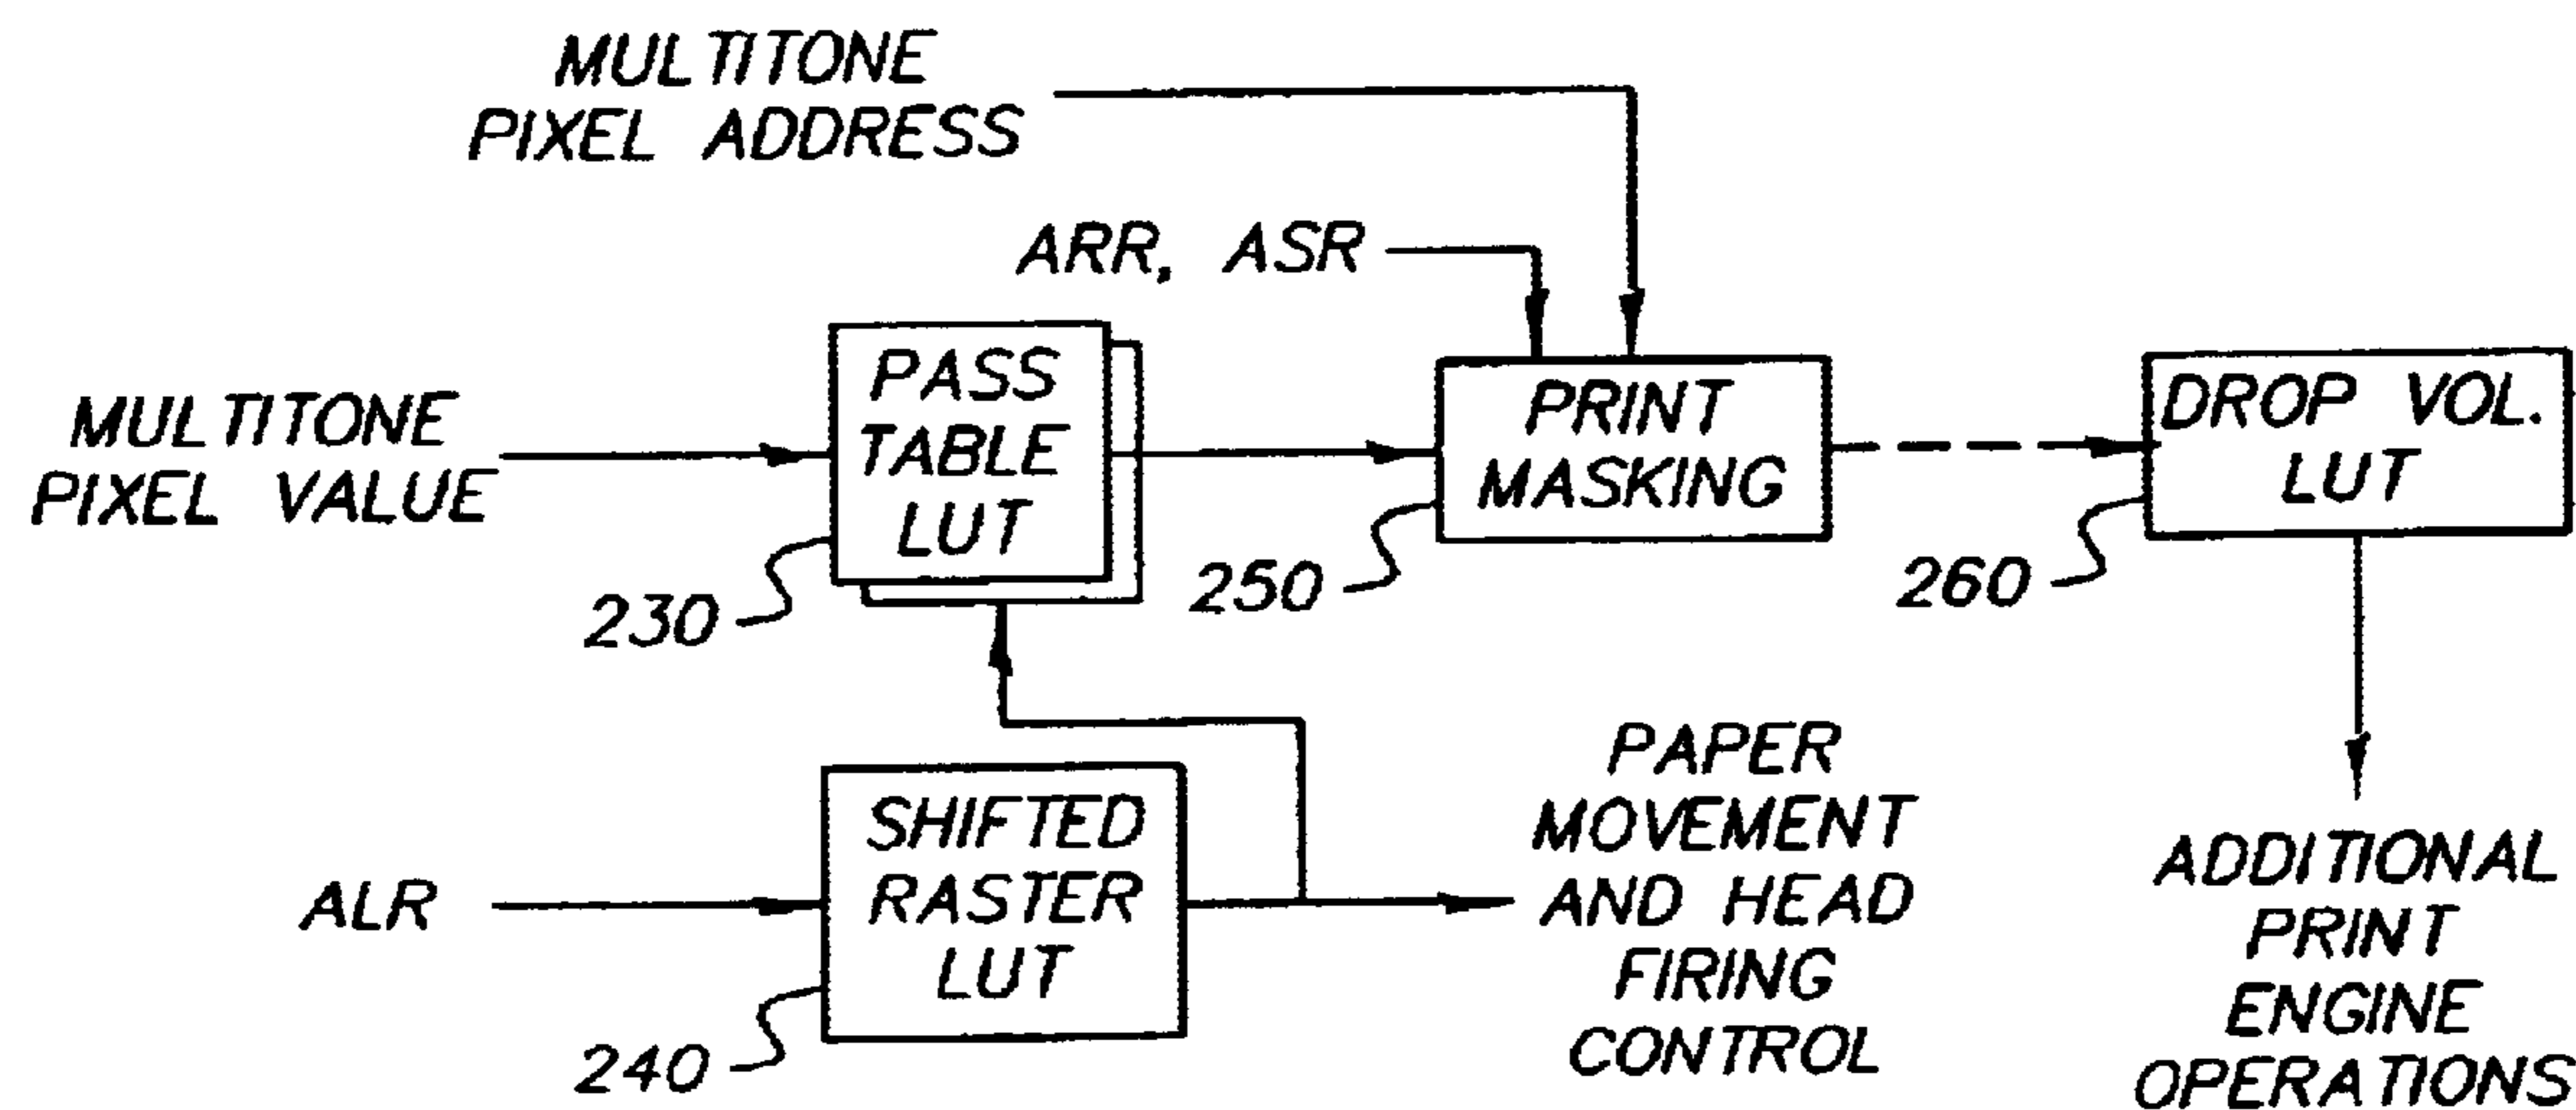 MULTITONE
PIXEL ADDRESS
ARR, ASR
MULTITONE
PIXEL VALUE
PASS
TABLE
LUT
230
PRINT
MASKING
250
DROP VOL.
LUT
260
ALR
SHIFTED
RASTER
LUT
240
PAPER
MOVEMENT
AND HEAD
FIRING
CONTROL
ADDITIONAL
PRINT
ENGINE
OPERATIONS